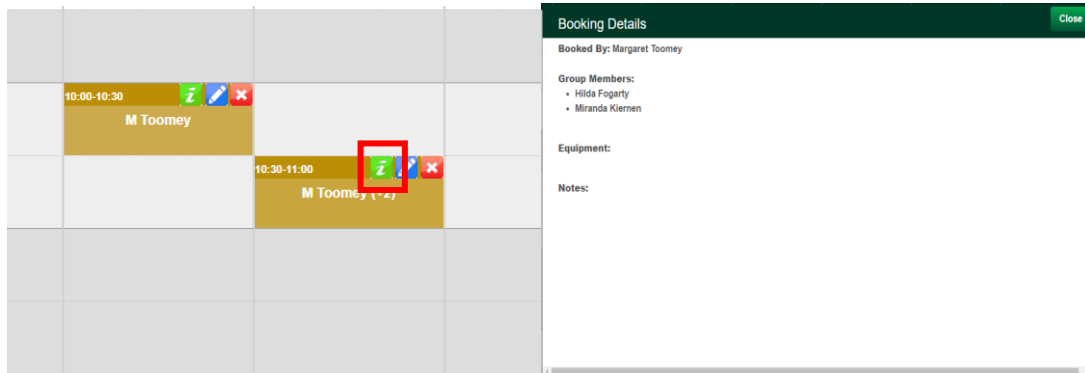 10:00-10:30 i
M Toomey
10:30-11:00 i
M Toomey (+2)
Booking Details
Close
Booked By: Margaret Toomey
Group Members:
• Hilda Fogarty
• Miranda Kiernen
Equipment:
Notes: